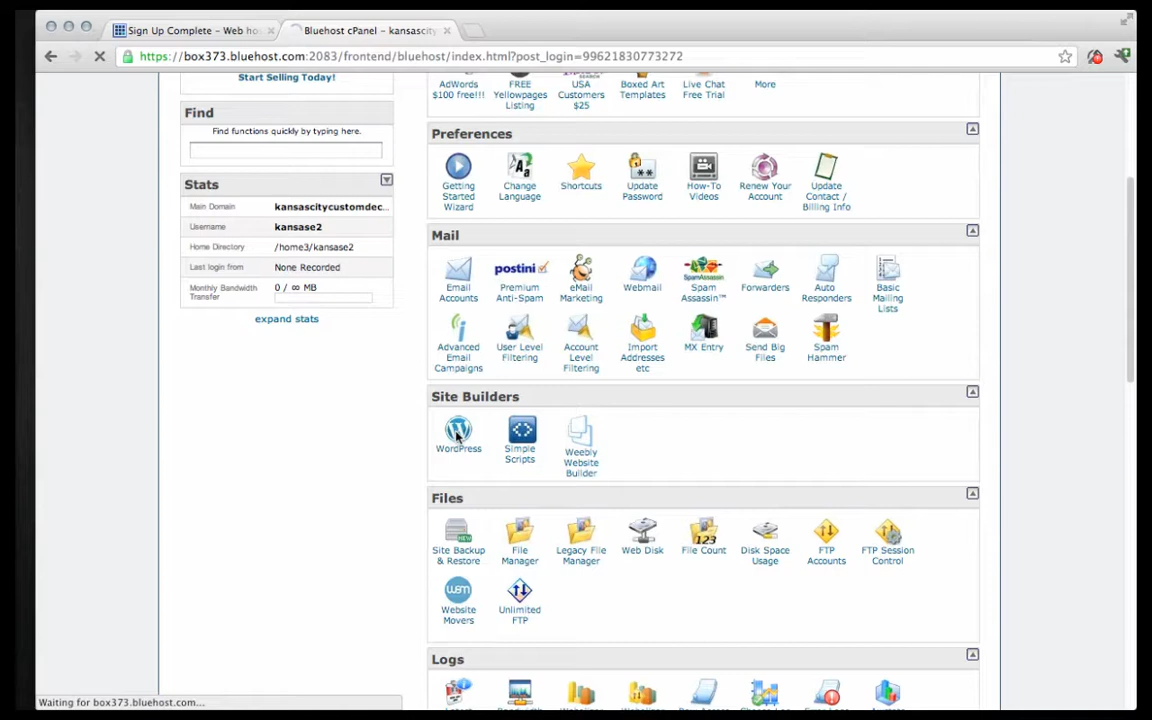 Sign Up Complete – Web ho
Bluehost cPanel – kansascity
https://box373.bluehost.com:2083/frontend/bluehost/index.html?post_login=99621830773272
Start Selling Today!
AdWords $100 free!!!
FREE Yellowpages Listing
USA Customers $25
Boxed Art Templates
Live Chat Free Trial
More
Find
Find functions quickly by typing here.
Stats
Main Domain kansascitycustomdec...
Username kansase2
Home Directory /home3/kansase2
Last login from None Recorded
Monthly Bandwidth Transfer 0 / ∞ MB
expand stats
Preferences
Getting Started Wizard
Change Language
Shortcuts
Update Password
How-To Videos
Renew Your Account
Update Contact / Billing Info
Mail
Email Accounts
postini
Premium Anti-Spam
eMail Marketing
Webmail
SpamAssassin
Spam Assassin™
Forwarders
Auto Responders
Basic Mailing Lists
Advanced Email Campaigns
User Level Filtering
Account Level Filtering
Import Addresses etc
MX Entry
Send Big Files
Spam Hammer
Site Builders
WordPress
Simple Scripts
Weebly Website Builder
Files
Site Backup & Restore
File Manager
Legacy File Manager
Web Disk
File Count
Disk Space Usage
FTP Accounts
FTP Session Control
Website Movers
Unlimited FTP
Logs
Waiting for box373.bluehost.com...